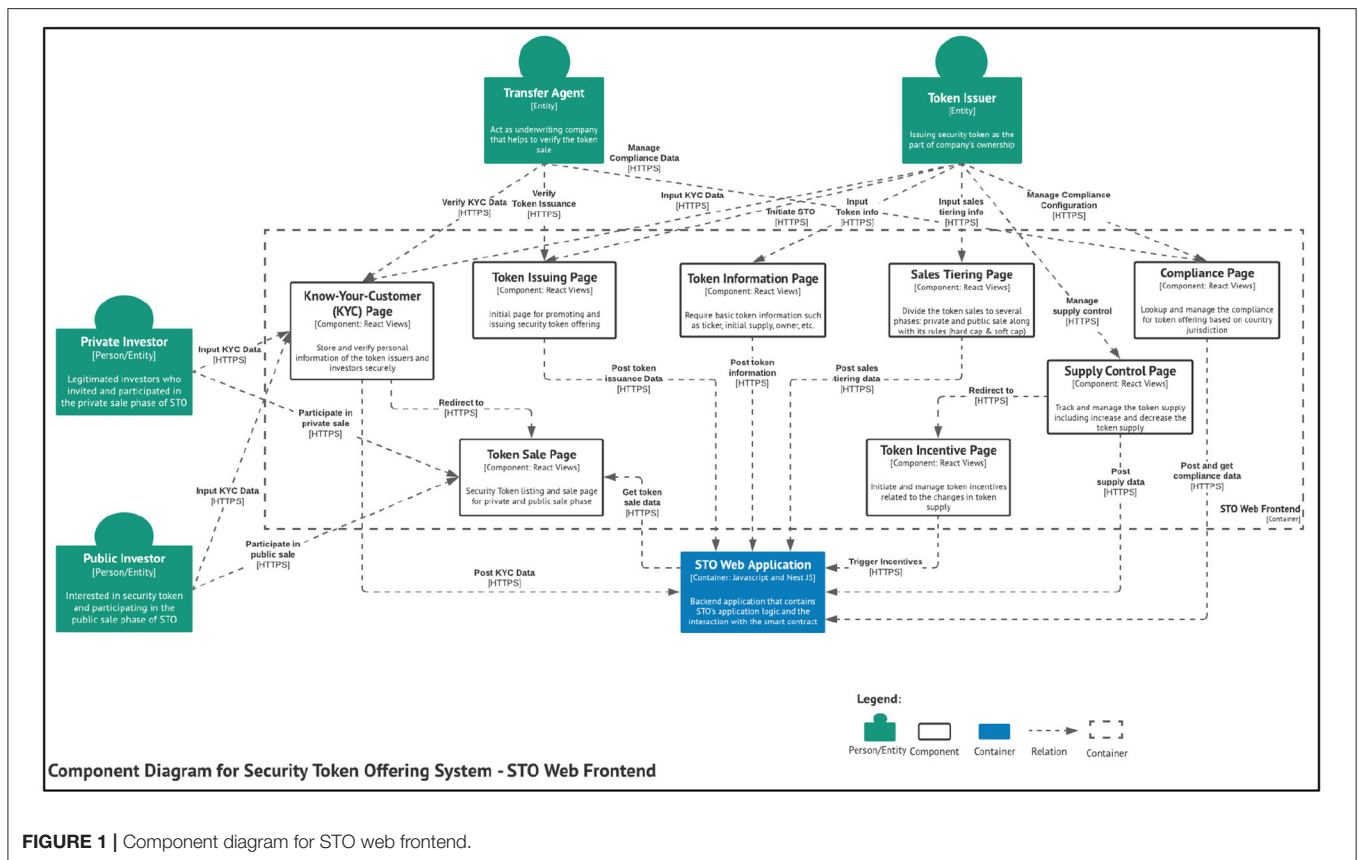 Transfer Agent
[Entity]
Act as underwriting company
that helps to verify the token
sale
Token Issuer
[Entity]
Issuing security token as the
part of company's ownership
Manage
Compliance Data
[HTTPS]
Verify KYC Data
[HTTPS]
Verify
Token Issuance
[HTTPS]
Input KYC Data
[HTTPS]
Initiate STO
[HTTPS]
Input
Token info
[HTTPS]
Input sales
tiering info
[HTTPS]
Manage Compliance
Configuration
[HTTPS]
Know-Your-Customer
(KYC) Page
[Component: React Views]
Store and verify personal
information of the token issuers and
investors securely
Token Issuing Page
[Component: React Views]
Initial page for promoting and
issuing security token offering
Token Information Page
[Component: React Views]
Require basic token information such
as ticker, initial supply, owner, etc.
Sales Tiering Page
[Component: React Views]
Divide the token sales to several
phases: private and public sale along
with its rules (hard cap & soft cap)
Compliance Page
[Component: React Views]
Lookup and manage the compliance
for token offering based on country
jurisdiction
Manage
supply control
[HTTPS]
Private Investor
[Person/Entity]
Legitimated investors who
invited and participated in
the private sale phase of STO
Input KYC Data
[HTTPS]
Participate in
private sale
[HTTPS]
Redirect to
[HTTPS]
Post token
issuance Data
[HTTPS]
Post token
information
[HTTPS]
Post sales
tiering data
[HTTPS]
Redirect to
[HTTPS]
Supply Control Page
[Component: React Views]
Track and manage the token supply
including increase and decrease the
token supply
Token Sale Page
[Component: React Views]
Security Token listing and sale page
for private and public sale phase
Token Incentive Page
[Component: React Views]
Initiate and manage token incentives
related to the changes in token
supply
Input KYC Data
[HTTPS]
Get token
sale data
[HTTPS]
Post
supply data
[HTTPS]
Post and get
compliance data
[HTTPS]
STO Web Frontend
[Container]
Public Investor
[Person/Entity]
Interested in security token
and participating in the
public sale phase of STO
Participate in
public sale
[HTTPS]
Post KYC Data
[HTTPS]
STO Web Application
[Container: Javascript and Nest JS]
Backend application that contains
STO's application logic and the
interaction with the smart contract
Trigger Incentives
[HTTPS]
Legend:
Person/Entity
Component
Container
Relation
Container
Component Diagram for Security Token Offering System - STO Web Frontend
FIGURE 1 | Component diagram for STO web frontend.